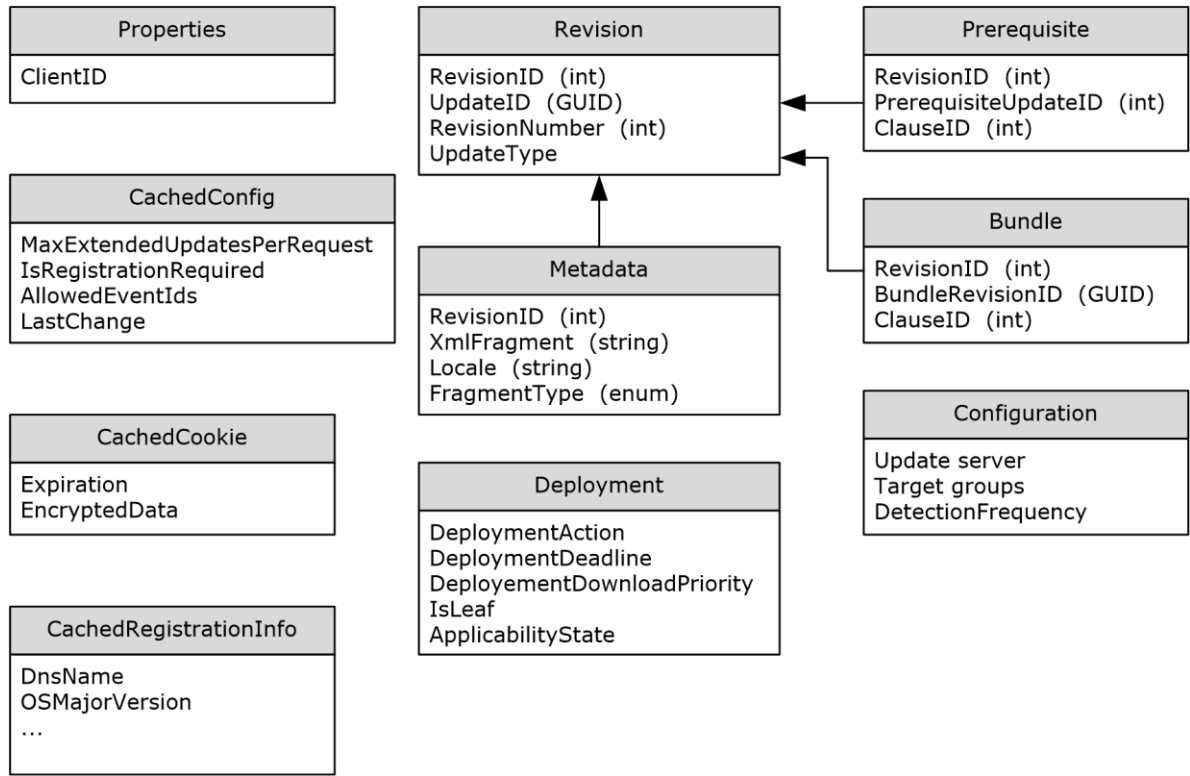 Properties
ClientID
CachedConfig
MaxExtendedUpdatesPerRequest
IsRegistrationRequired
AllowedEventIds
LastChange
CachedCookie
Expiration
EncryptedData
CachedRegistrationInfo
DnsName
OSMajorVersion
...
Revision
RevisionID (int)
UpdateID (GUID)
RevisionNumber (int)
UpdateType
Metadata
RevisionID (int)
XmlFragment (string)
Locale (string)
FragmentType (enum)
Deployment
DeploymentAction
DeploymentDeadline
DeployementDownloadPriority
IsLeaf
ApplicabilityState
Prerequisite
RevisionID (int)
PrerequisiteUpdateID (int)
ClauseID (int)
Bundle
RevisionID (int)
BundleRevisionID (GUID)
ClauseID (int)
Configuration
Update server
Target groups
DetectionFrequency